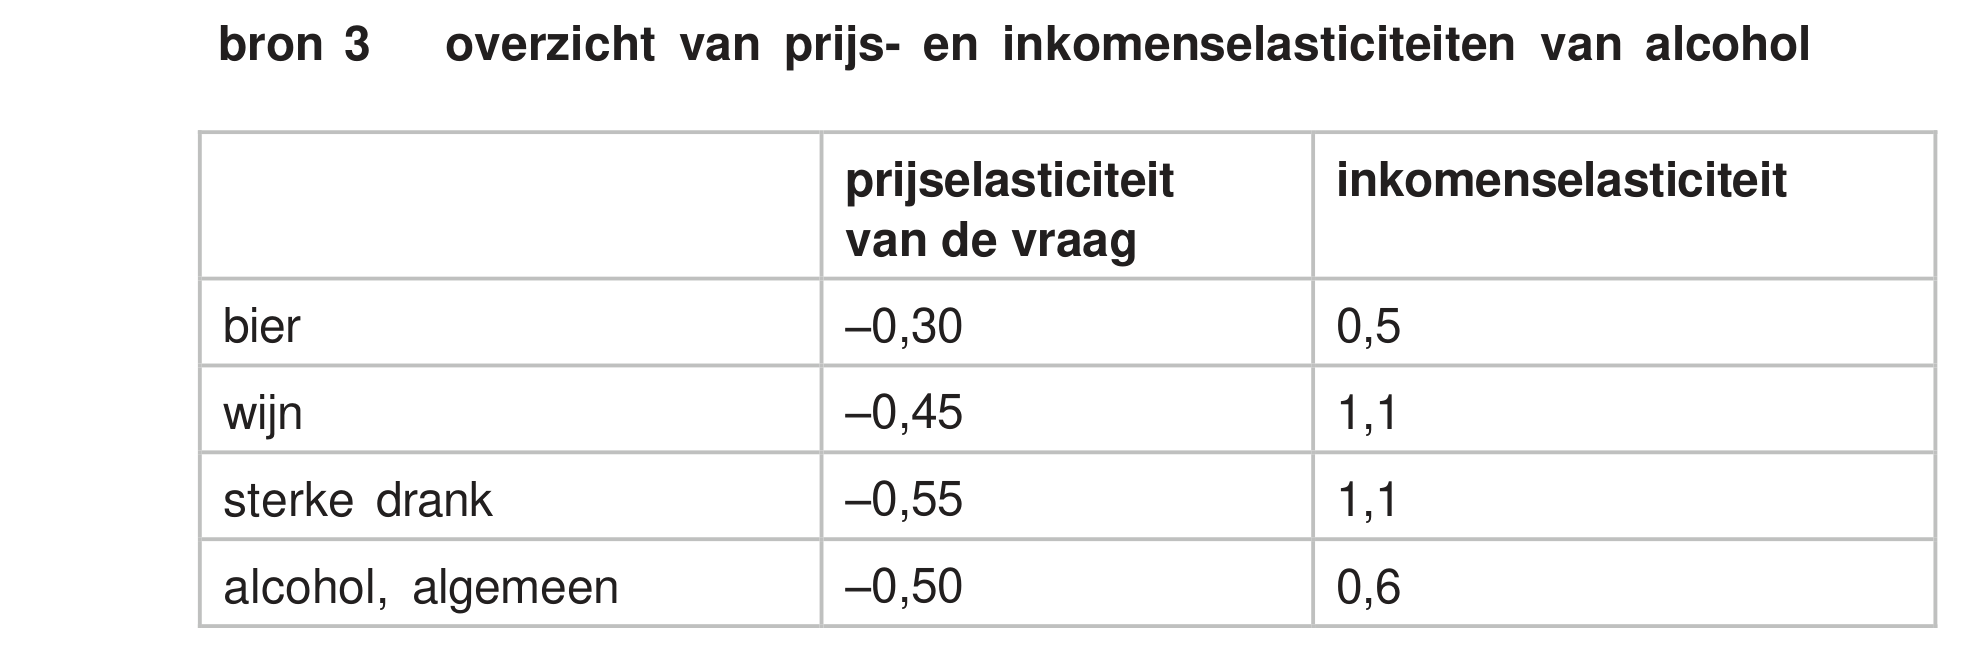 bron 3 overzicht van prijs- en inkomenselasticiteiten van alcohol
prijselasticiteit van de vraag inkomenselasticiteit
bier –0,30 0,5
wijn –0,45 1,1
sterke drank –0,55 1,1
alcohol, algemeen –0,50 0,6